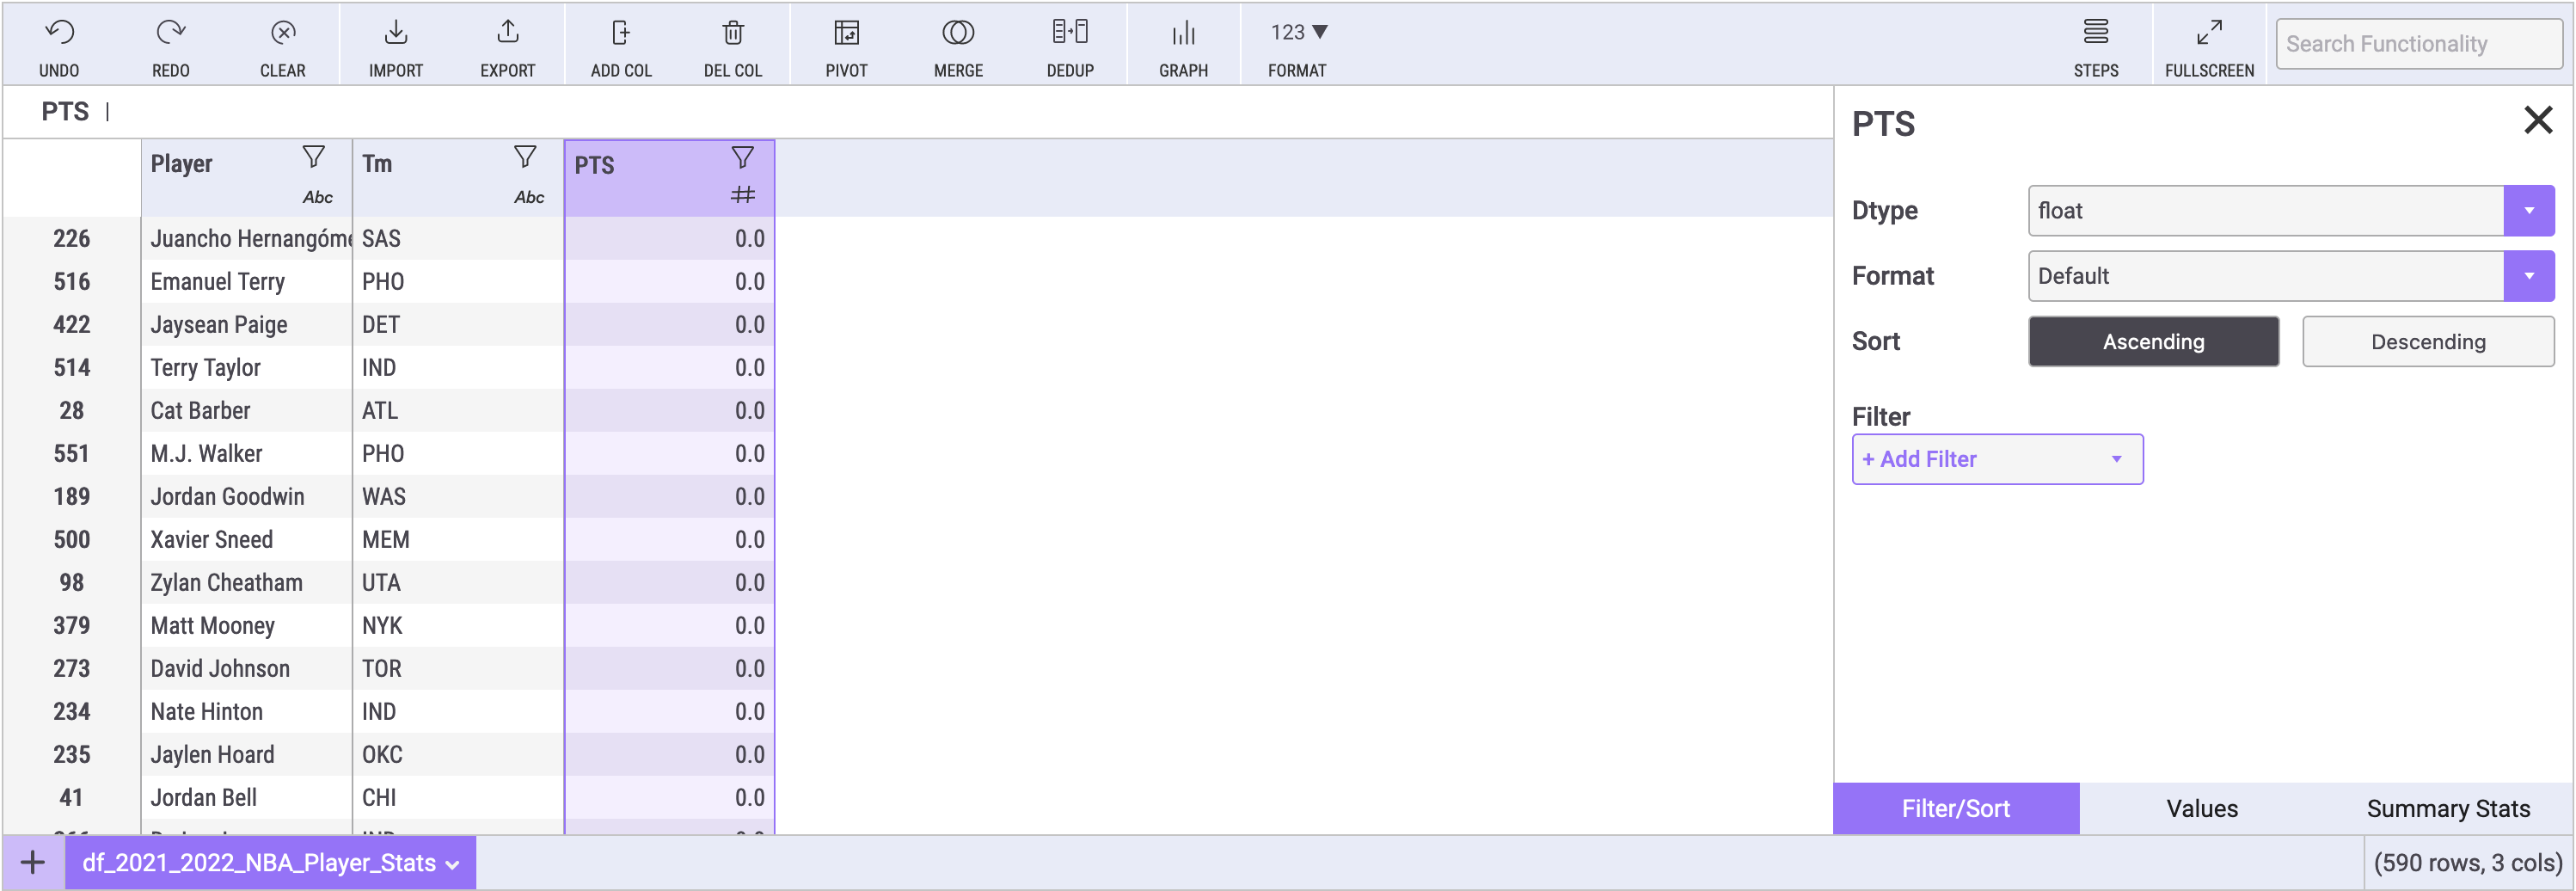 UNDO REDO CLEAR IMPORT EXPORT ADD COL DEL COL PIVOT MERGE DEDUP GRAPH 123 ▼ FORMAT STEPS FULLSCREEN Search Functionality
PTS
Player Abc Tm Abc PTS #
226 Juancho Hernangóm SAS 0.0
516 Emanuel Terry PHO 0.0
422 Jaysean Paige DET 0.0
514 Terry Taylor IND 0.0
28 Cat Barber ATL 0.0
551 M.J. Walker PHO 0.0
189 Jordan Goodwin WAS 0.0
500 Xavier Sneed MEM 0.0
98 Zylan Cheatham UTA 0.0
379 Matt Mooney NYK 0.0
273 David Johnson TOR 0.0
234 Nate Hinton IND 0.0
235 Jaylen Hoard OKC 0.0
41 Jordan Bell CHI 0.0
PTS
Dtype float
Format Default
Sort Ascending Descending
Filter
+ Add Filter
Filter/Sort Values Summary Stats
+ df_2021_2022_NBA_Player_Stats (590 rows, 3 cols)